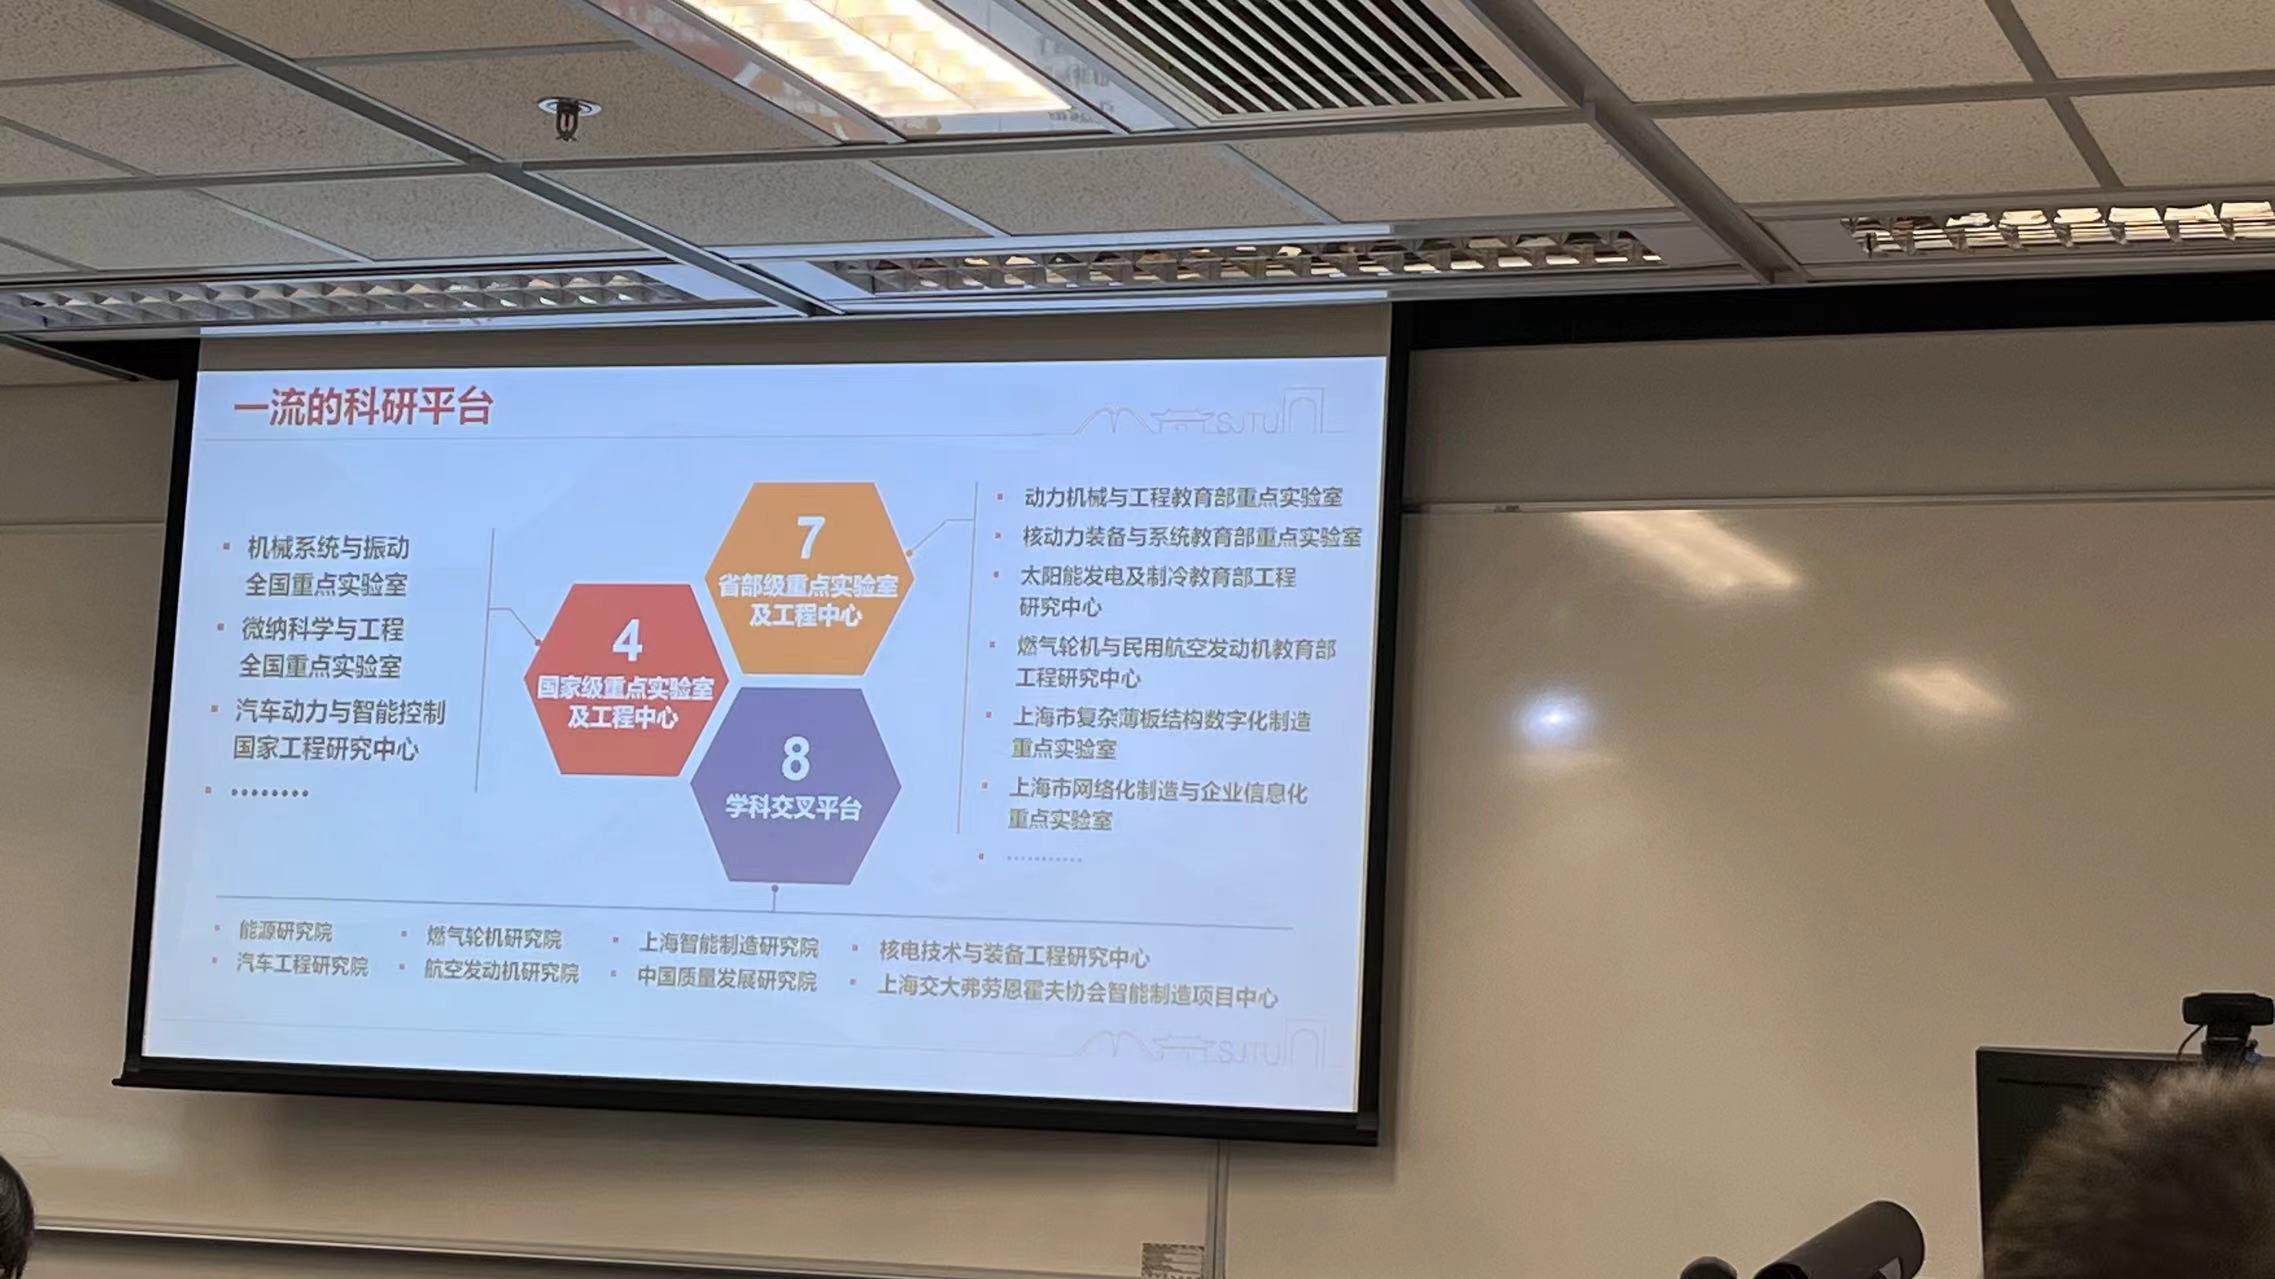 一流的科研平台
SJTU
机械系统与振动
全国重点实验室
微纳科学与工程
全国重点实验室
汽车动力与智能控制
国家工程研究中心
........
4
国家级重点实验室
及工程中心
7
省部级重点实验室
及工程中心
8
学科交叉平台
动力机械与工程教育部重点实验室
核动力装备与系统教育部重点实验室
太阳能发电及制冷教育部工程
研究中心
燃气轮机与民用航空发动机教育部
工程研究中心
上海市复杂薄板结构数字化制造
重点实验室
上海市网络化制造与企业信息化
重点实验室
...........
能源研究院
燃气轮机研究院
上海智能制造研究院
核电技术与装备工程研究中心
汽车工程研究院
航空发动机研究院
中国质量发展研究院
上海交大弗劳恩霍夫协会智能制造项目中心
SJTU